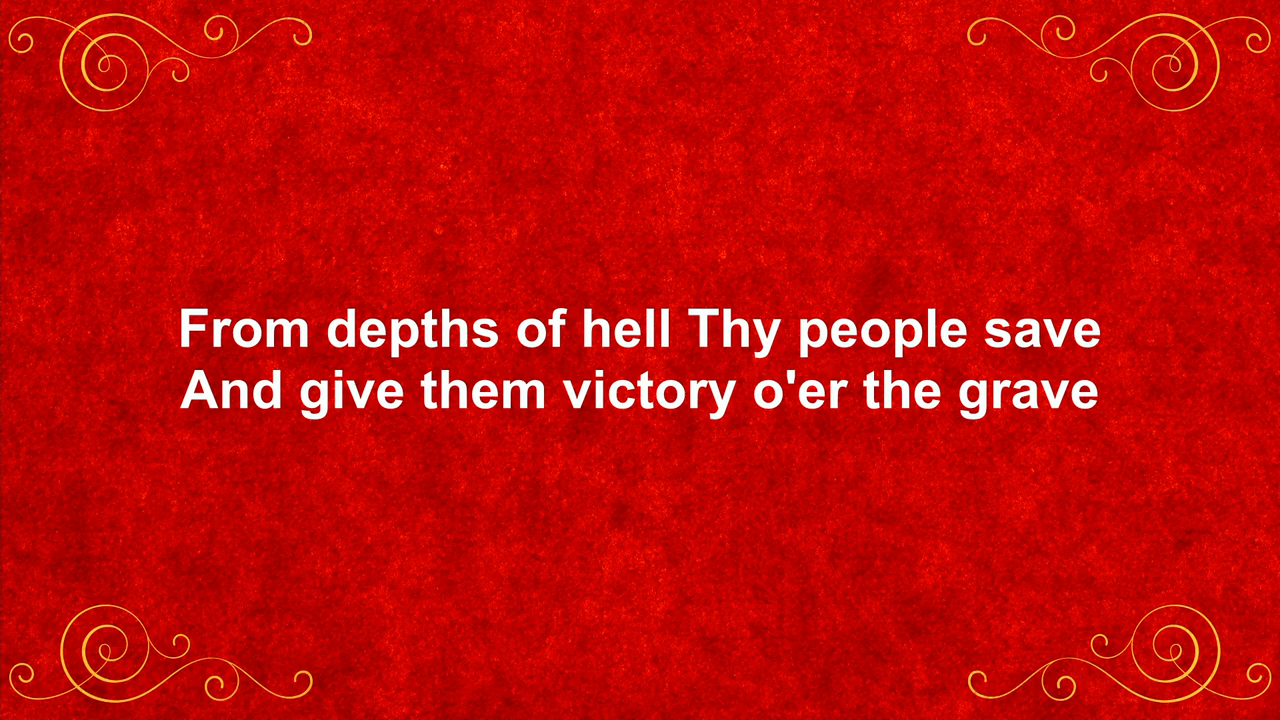 From depths of hell Thy people save
And give them victory o'er the grave